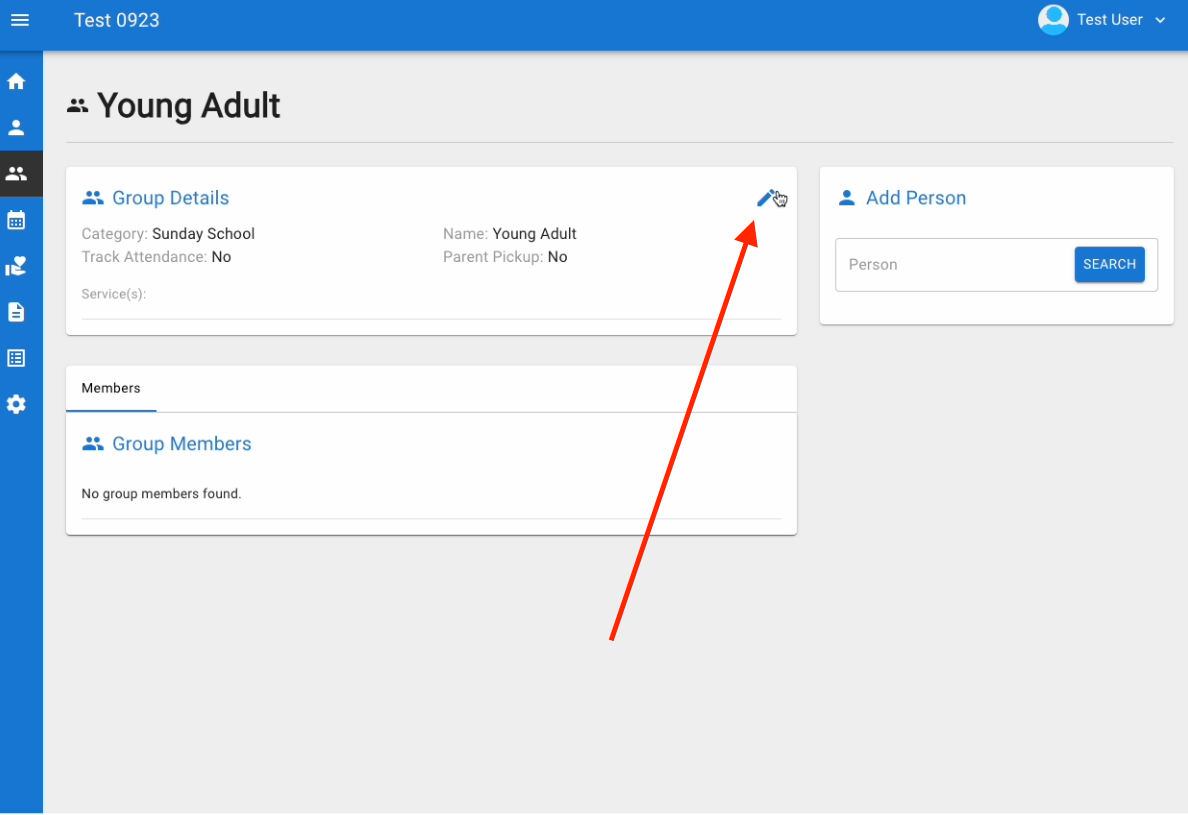 Test 0923
Test User
Young Adult
Group Details
Category: Sunday School
Name: Young Adult
Track Attendance: No
Parent Pickup: No
Service(s):
Add Person
Person
SEARCH
Members
Group Members
No group members found.